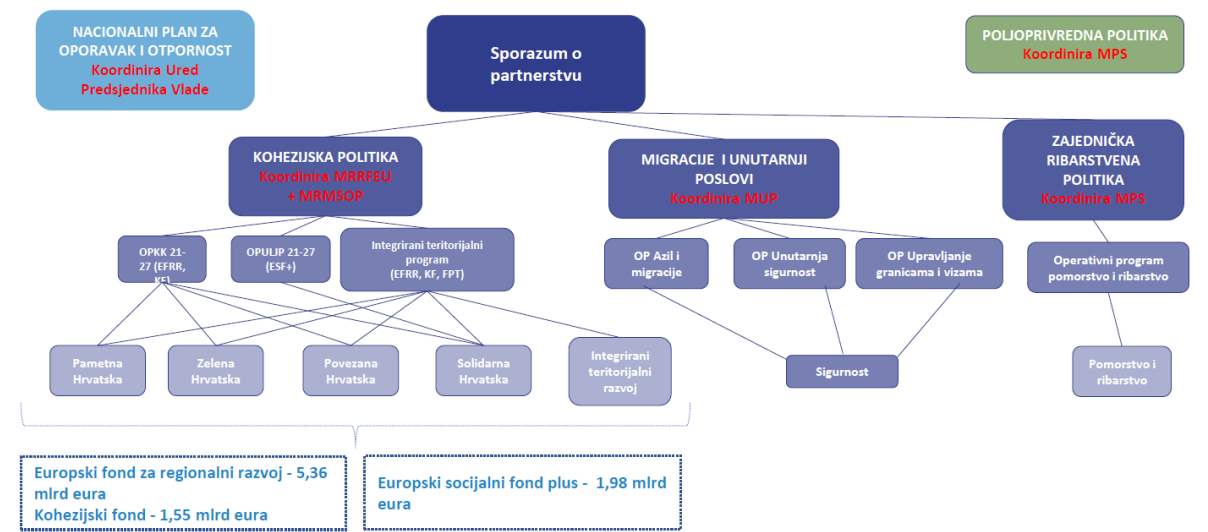 NACIONALNI PLAN ZA
OPORAVAK I OTPORNOST
Koordinira Ured
Predsjednika Vlade
Sporazum o
partnerstvu
POLJOPRIVREDNA POLITIKA
Koordinira MPS
KOHEZIJSKA POLITIKA
Koordinira MRRFEU
+ MRMSOP
MIGRACIJE I UNUTARNJI
POSLOVI
Koordinira MUP
ZAJEDNIČKA
RIBARSTVENA
POLITIKA
Koordinira MPS
OPKK 21-
27 (EFRR,
KF)
OPULJP 21-27
(ESF+)
Integrirani teritorijalni
program
(EFRR, KF, FPT)
OP Azil i
migracije
OP Unutarnja
sigurnost
OP Upravljanje
granicama i vizama
Operativni program
pomorstvo i ribarstvo
Pametna
Hrvatska
Zelena
Hrvatska
Povezana
Hrvatska
Solidarna
Hrvatska
Integrirani
teritorijalni
razvoj
Sigurnost
Pomorstvo i
ribarstvo
Europski fond za regionalni razvoj - 5,36
mlrd eura
Kohezijski fond - 1,55 mlrd eura
Europski socijalni fond plus - 1,98 mlrd
eura